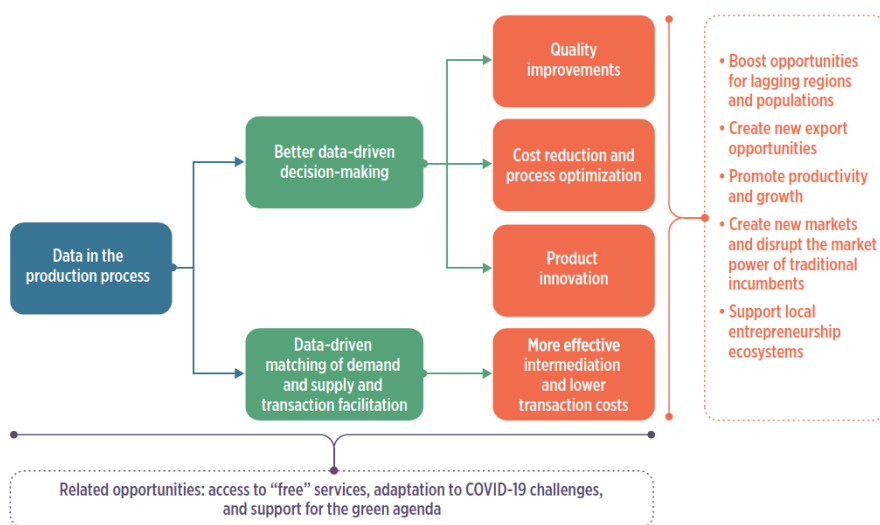 Data in the
production process
Better data-driven
decision-making
Data-driven
matching of demand
and supply and
transaction facilitation
Quality
improvements
Cost reduction and
process optimization
Product
innovation
More effective
intermediation
and lower
transaction costs
• Boost opportunities
for lagging regions
and populations
• Create new export
opportunities
• Promote productivity
and growth
• Create new markets
and disrupt the market
power of traditional
incumbents
• Support local
entrepreneurship
ecosystems
Related opportunities: access to “free” services, adaptation to COVID-19 challenges,
and support for the green agenda